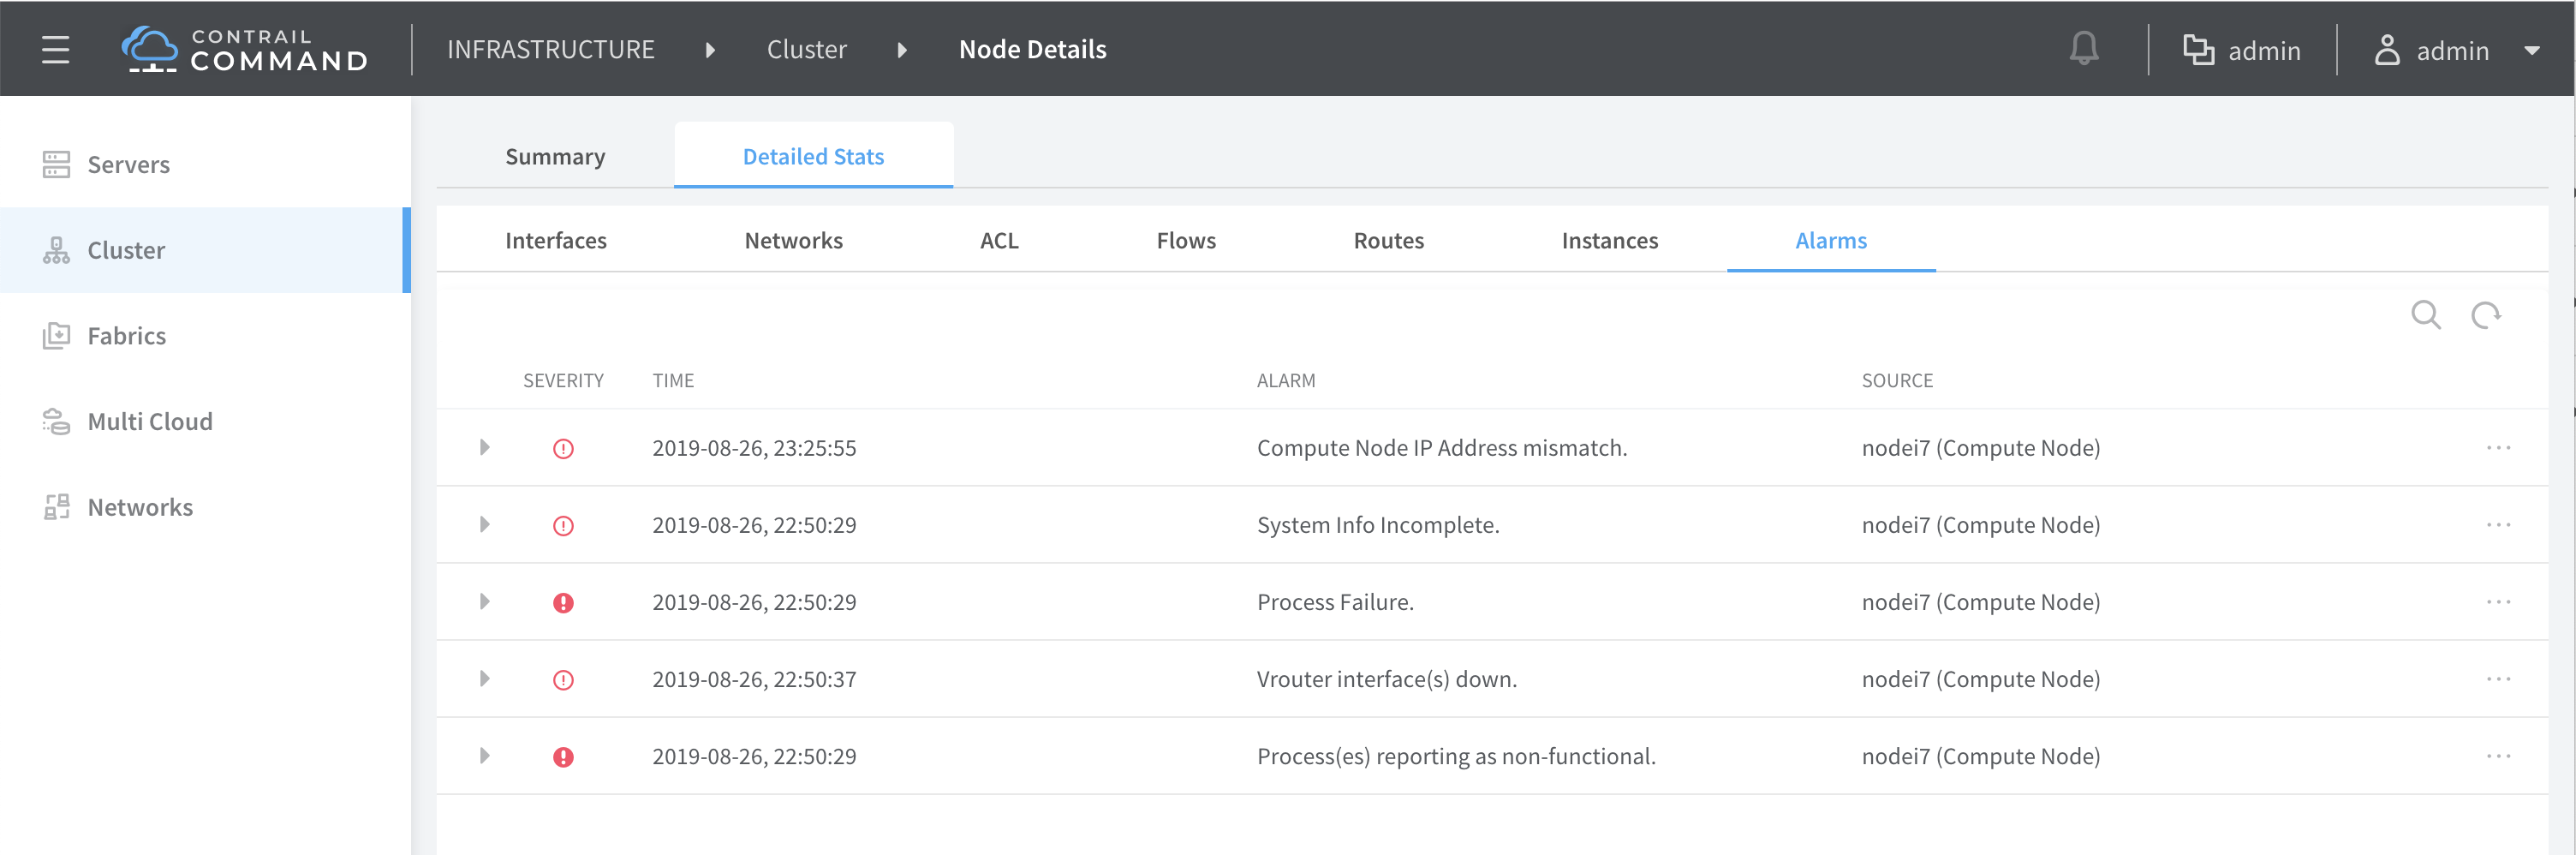 CONTRAIL
COMMAND
INFRASTRUCTURE Cluster Node Details admin admin
Servers
Cluster
Fabrics
Multi Cloud
Networks
Summary Detailed Stats
Interfaces Networks ACL Flows Routes Instances Alarms
SEVERITY TIME ALARM SOURCE
2019-08-26, 23:25:55 Compute Node IP Address mismatch. nodei7 (Compute Node)
2019-08-26, 22:50:29 System Info Incomplete. nodei7 (Compute Node)
2019-08-26, 22:50:29 Process Failure. nodei7 (Compute Node)
2019-08-26, 22:50:37 Vrouter interface(s) down. nodei7 (Compute Node)
2019-08-26, 22:50:29 Process(es) reporting as non-functional. nodei7 (Compute Node)